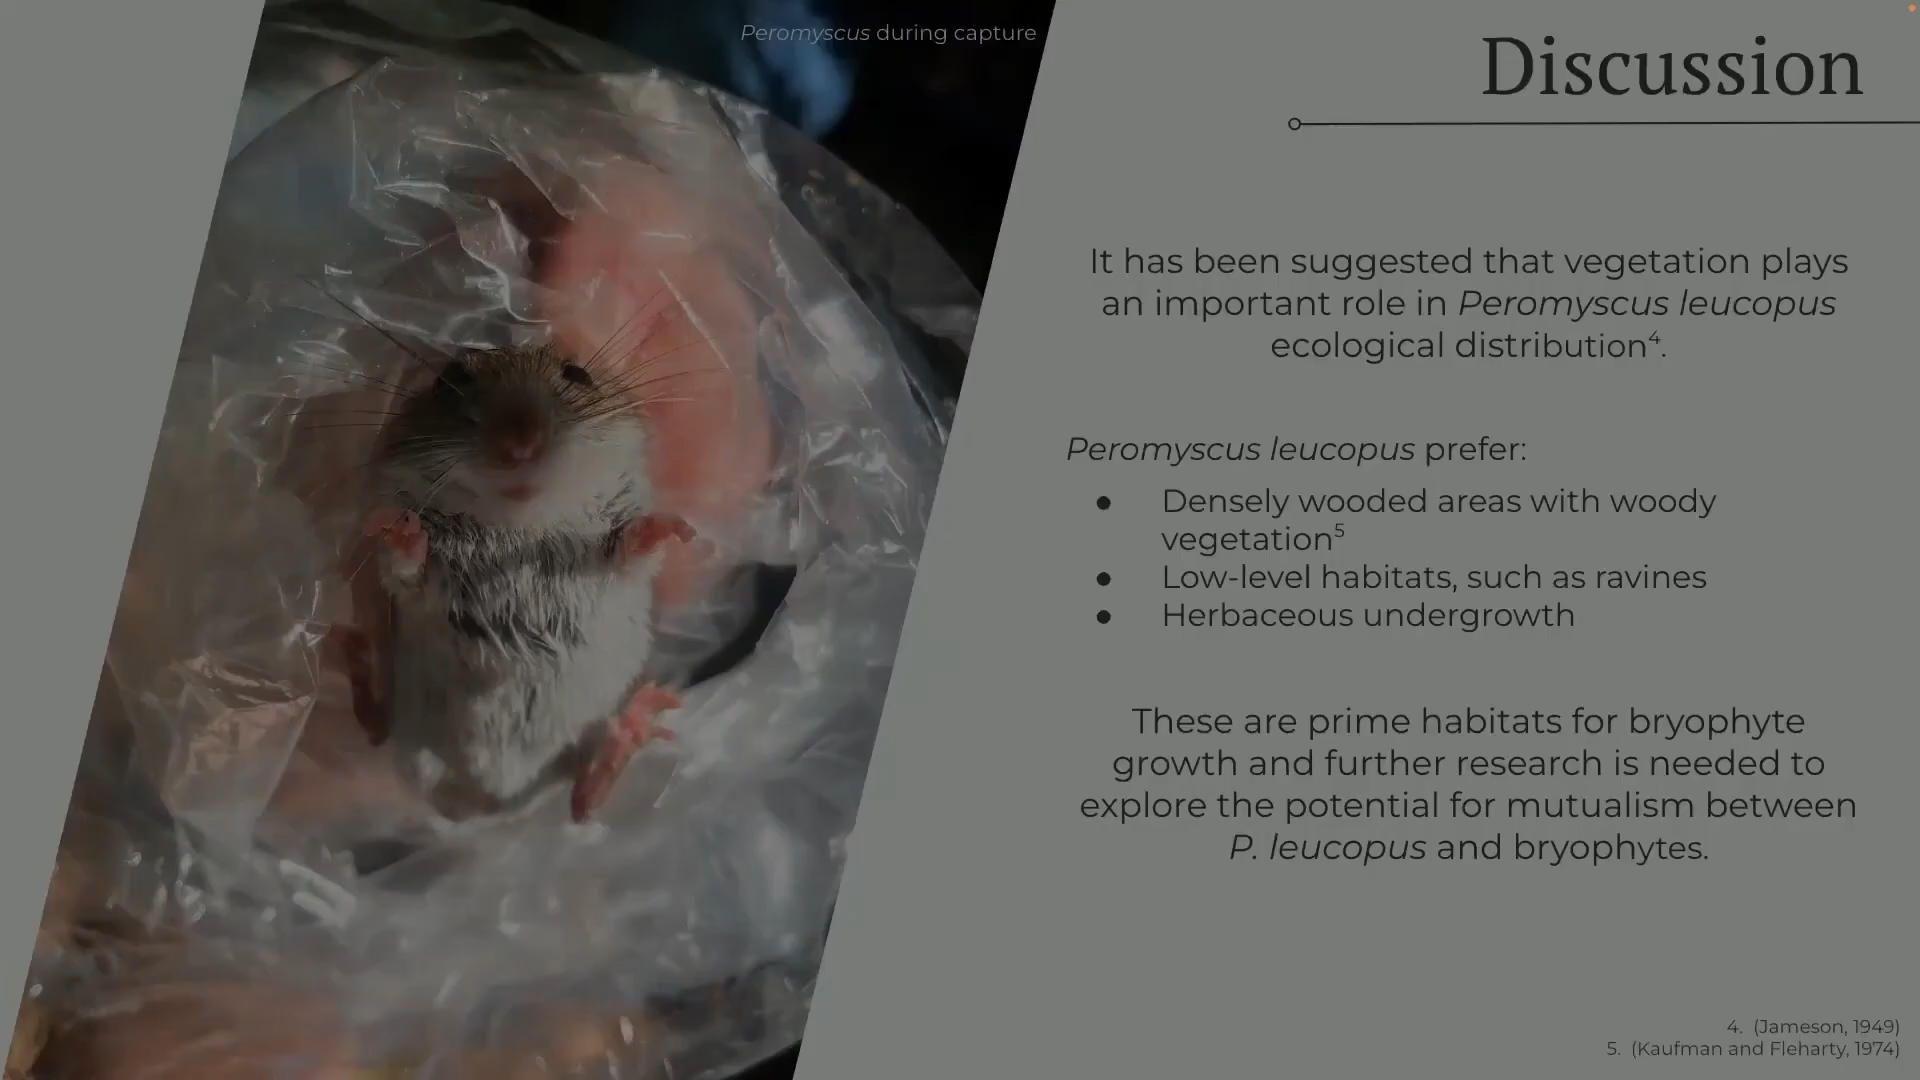 Peromyscus during capture
Discussion
It has been suggested that vegetation plays
an important role in Peromyscus leucopus
ecological distribution⁴.
Peromyscus leucopus prefer:
● Densely wooded areas with woody
vegetation⁵
● Low-level habitats, such as ravines
● Herbaceous undergrowth
These are prime habitats for bryophyte
growth and further research is needed to
explore the potential for mutualism between
P. leucopus and bryophytes.
4. (Jameson, 1949)
5. (Kaufman and Fleharty, 1974)